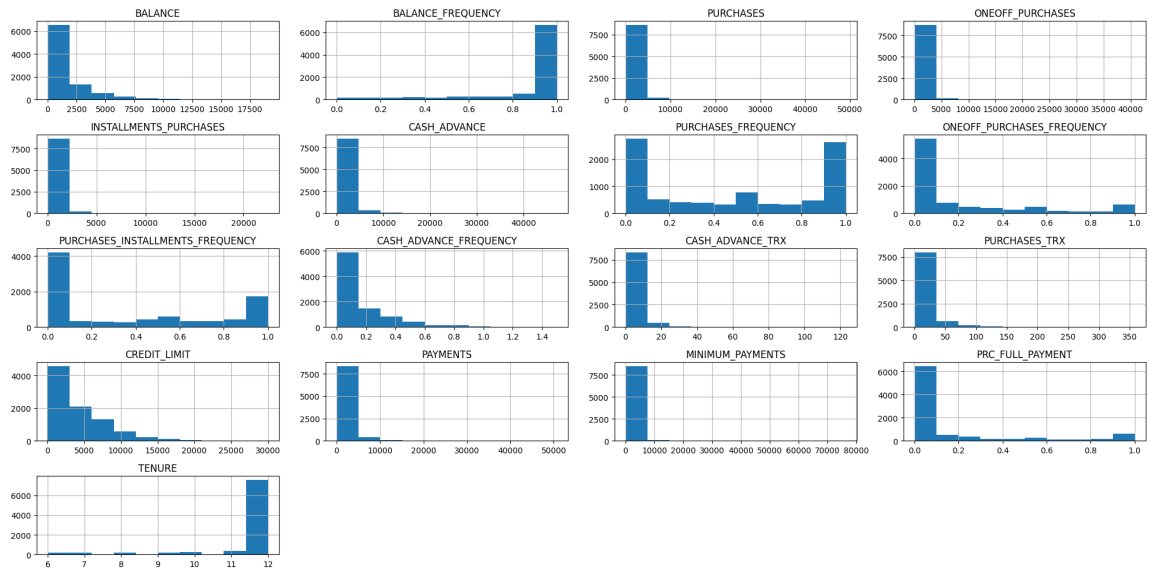 BALANCE
6000
4000
2000
0
0 2500 5000 7500 10000 12500 15000 17500
BALANCE_FREQUENCY
6000
4000
2000
0
0.0 0.2 0.4 0.6 0.8 1.0
PURCHASES
7500
5000
2500
0
0 10000 20000 30000 40000 50000
ONEOFF_PURCHASES
7500
5000
2500
0
0 5000 10000 15000 20000 25000 30000 35000 40000
INSTALLMENTS_PURCHASES
7500
5000
2500
0
0 5000 10000 15000 20000
CASH_ADVANCE
7500
5000
2500
0
0 10000 20000 30000 40000
PURCHASES_FREQUENCY
2000
1000
0
0.0 0.2 0.4 0.6 0.8 1.0
ONEOFF_PURCHASES_FREQUENCY
4000
2000
0
0.0 0.2 0.4 0.6 0.8 1.0
PURCHASES_INSTALLMENTS_FREQUENCY
4000
2000
0
0.0 0.2 0.4 0.6 0.8 1.0
CASH_ADVANCE_FREQUENCY
6000
4000
2000
0
0.0 0.2 0.4 0.6 0.8 1.0 1.2 1.4
CASH_ADVANCE_TRX
7500
5000
2500
0
0 20 40 60 80 100 120
PURCHASES_TRX
7500
5000
2500
0
0 50 100 150 200 250 300 350
CREDIT_LIMIT
4000
2000
0
0 5000 10000 15000 20000 25000 30000
PAYMENTS
7500
5000
2500
0
0 10000 20000 30000 40000 50000
MINIMUM_PAYMENTS
7500
5000
2500
0
0 10000 20000 30000 40000 50000 60000 70000 80000
PRC_FULL_PAYMENT
6000
4000
2000
0
0.0 0.2 0.4 0.6 0.8 1.0
TENURE
6000
4000
2000
0
6 7 8 9 10 11 12